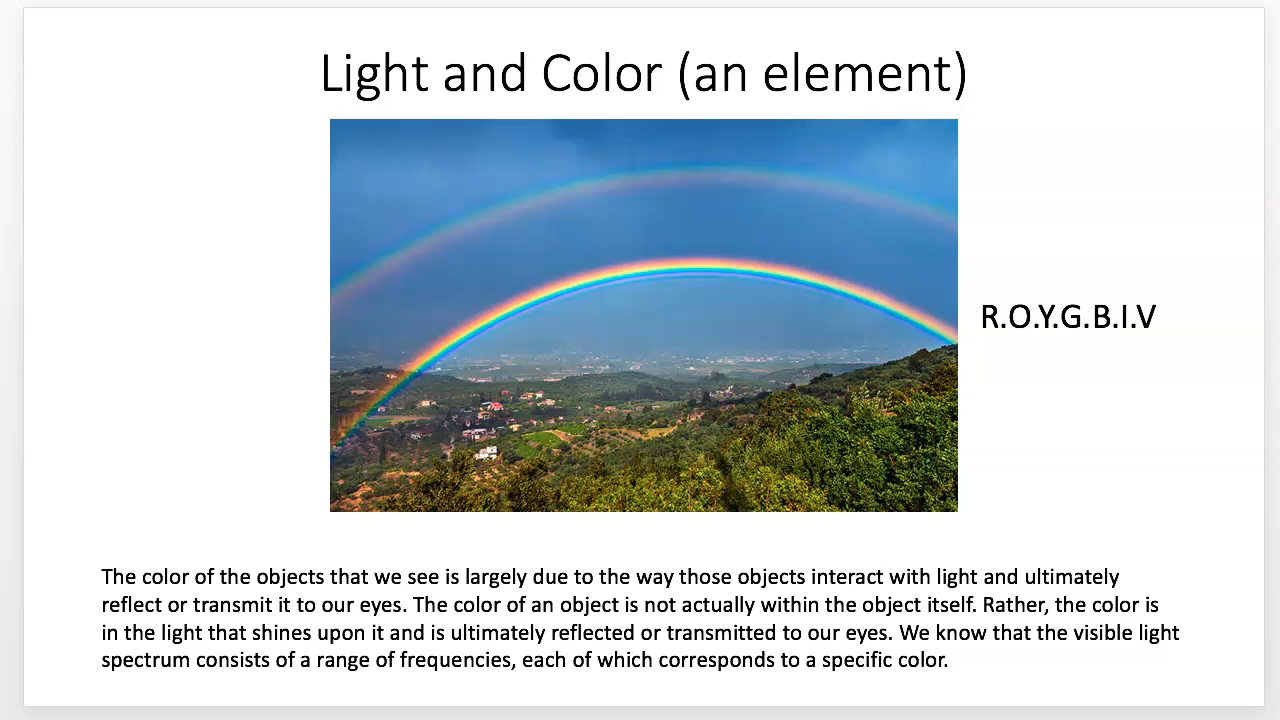 Light and Color (an element)
R.O.Y.G.B.I.V
The color of the objects that we see is largely due to the way those objects interact with light and ultimately
reflect or transmit it to our eyes. The color of an object is not actually within the object itself. Rather, the color is
in the light that shines upon it and is ultimately reflected or transmitted to our eyes. We know that the visible light
spectrum consists of a range of frequencies, each of which corresponds to a specific color.